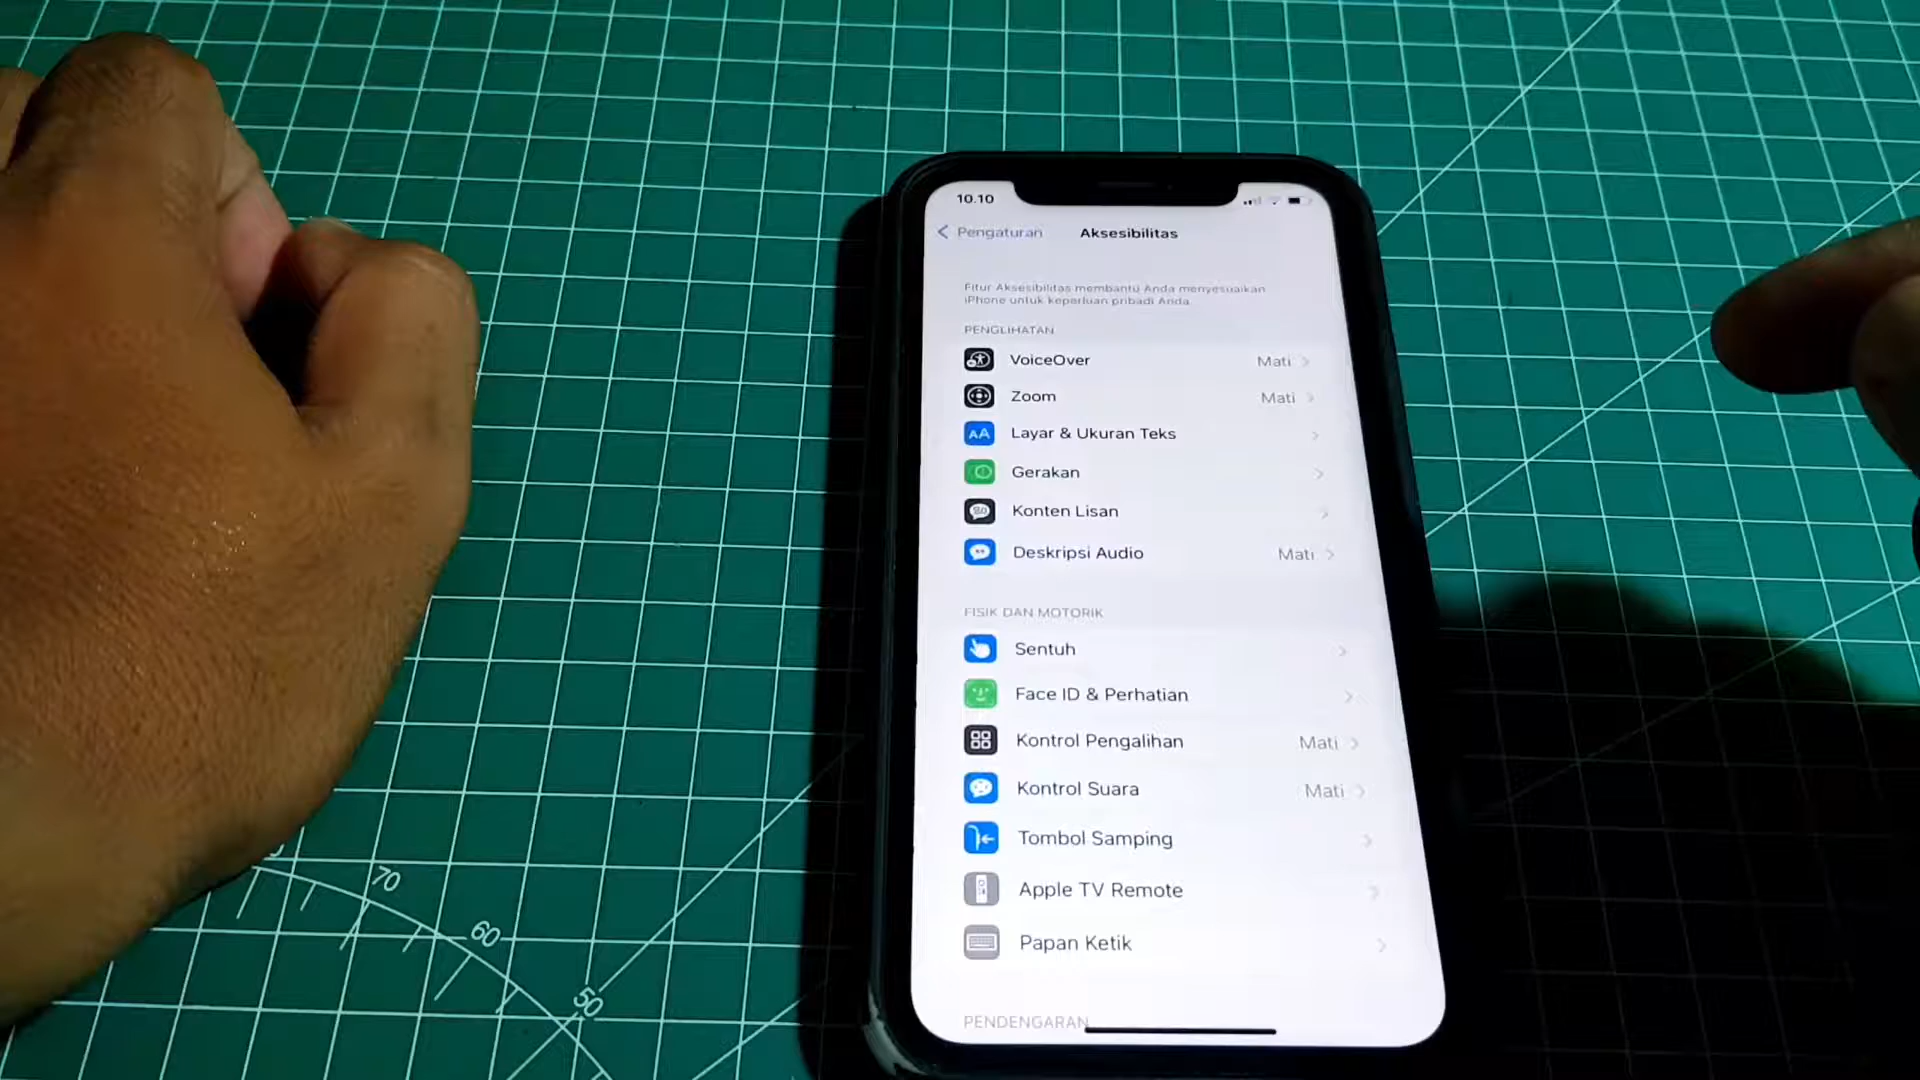 10.10
Pengaturan
Aksesibilitas
Fitur Aksesibilitas membantu Anda menyesuaikan
iPhone untuk keperluan pribadi Anda.
PENGLIHATAN
VoiceOver Mati
Zoom Mati
AA Layar & Ukuran Teks
Gerakan
Konten Lisan
Deskripsi Audio Mati
FISIK DAN MOTORIK
Sentuh
Face ID & Perhatian
Kontrol Pengalihan Mati
Kontrol Suara Mati
Tombol Samping
Apple TV Remote
Papan Ketik
PENDENGARAN
70
60
50